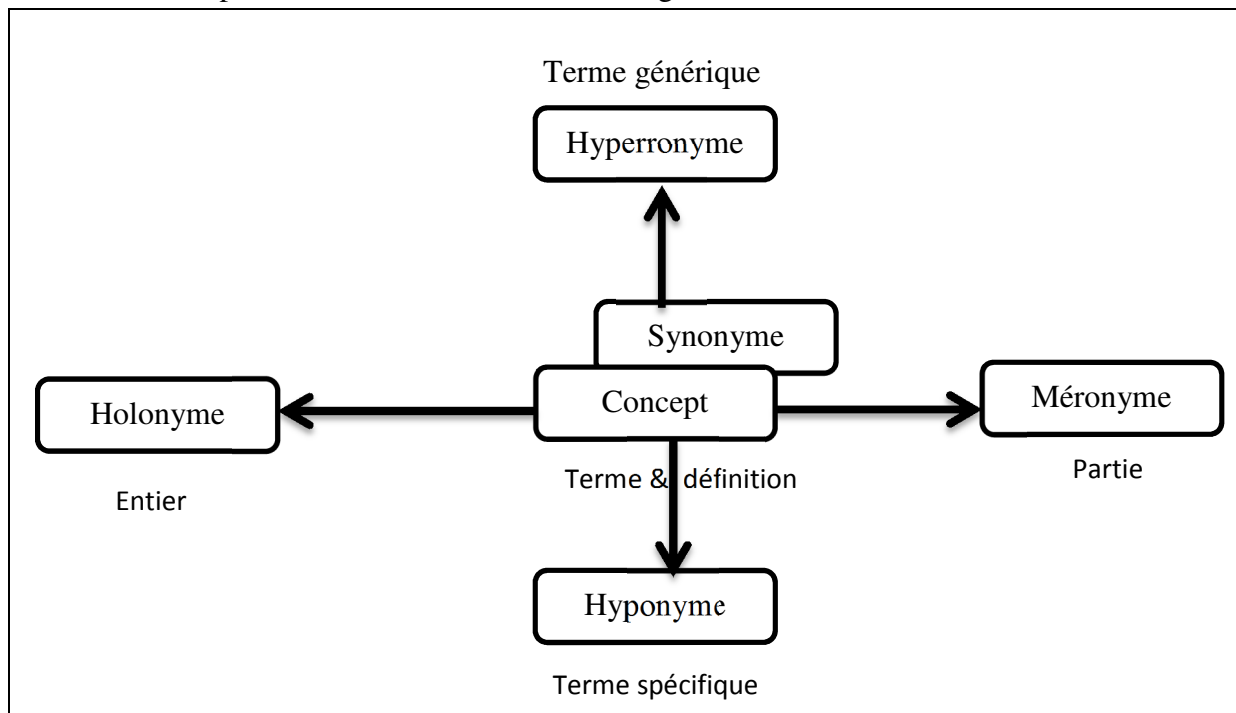 Terme générique
Hyperronyme
Synonyme
Holonyme
Concept
Méronyme
Entier
Terme & définition
Partie
Hyponyme
Terme spécifique